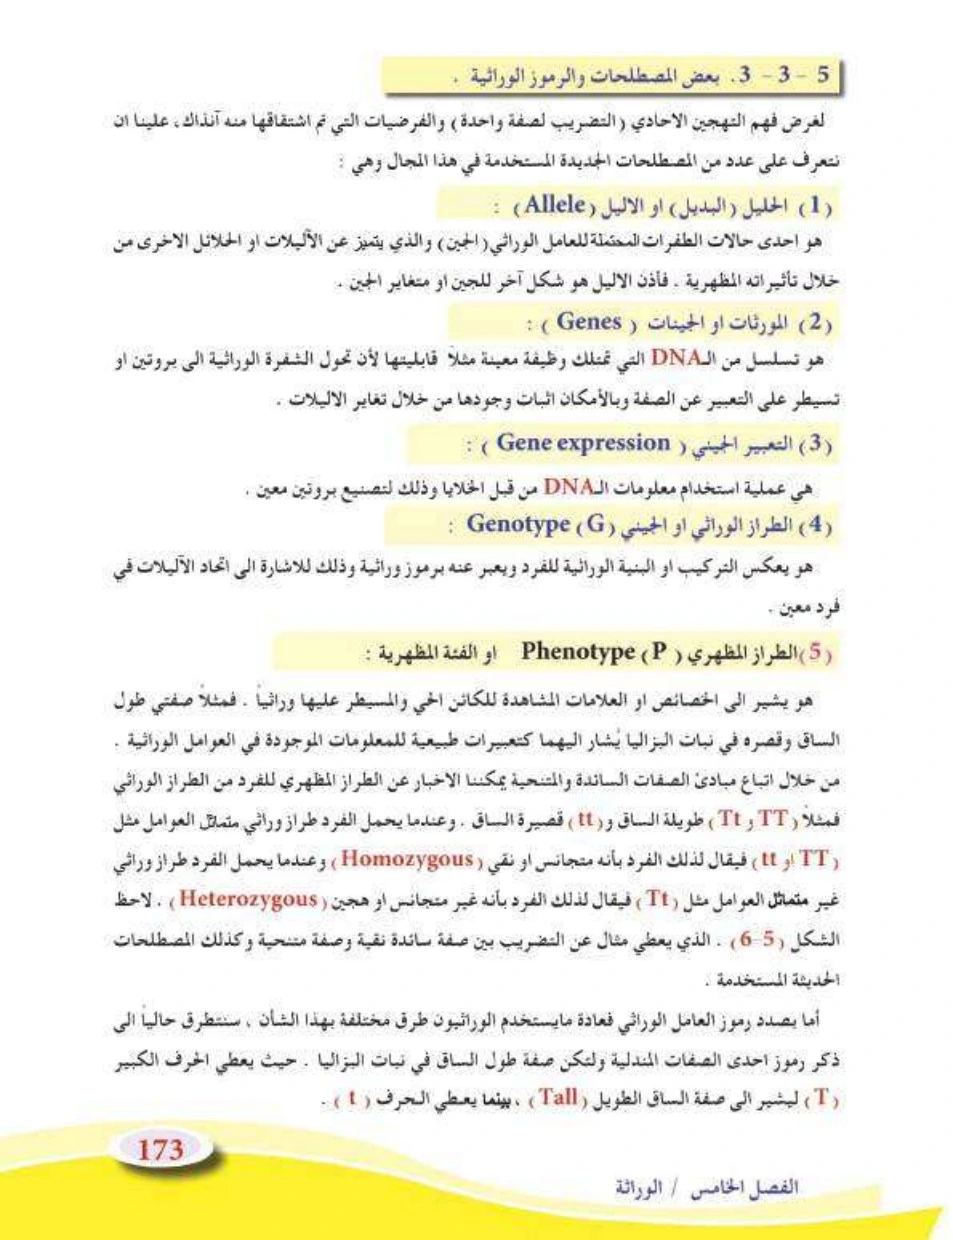 5 - 3 - 3. بعض المصطلحات والرموز الوراثية .
لغرض فهم التهجين الاحادي (التضريب لصفة واحدة) والفرضيات التي تم اشتقاقها منه آنذاك، علينا ان
نتعرف على عدد من المصطلحات الجديدة المستخدمة في هذا المجال وهي :
(1) الحليل (البديل) او الاليل (Allele) :
هو احدى حالات الطفرات المحتملة للعامل الوراثي (الجين) والذي يتميز عن الآليلات او الحلائل الاخرى من
خلال تأثيراته المظهرية . فأذن الاليل هو شكل آخر للجين او متغاير الجين .
(2) المورثات او الجينات ( Genes ) :
هو تسلسل من الـDNA التي تمتلك وظيفة معينة مثلاً قابليتها لأن تحول الشفرة الوراثية الى بروتين او
تسيطر على التعبير عن الصفة وبالأمكان اثبات وجودها من خلال تغاير الاليلات .
(3) التعبير الجيني ( Gene expression ) :
هي عملية استخدام معلومات الـDNA من قبل الخلايا وذلك لتصنيع بروتين معين .
(4) الطراز الوراثي او الجيني Genotype (G) :
هو يعكس التركيب او البنية الوراثية للفرد ويعبر عنه برموز وراثية وذلك للاشارة الى اتحاد الآليلات في
فرد معين .
(5) الطراز المظهري Phenotype ( P ) او الفئة المظهرية :
هو يشير الى الخصائص او العلامات المشاهدة للكائن الحي والمسيطر عليها وراثياً . فمثلاً صفتي طول
الساق وقصره في نبات البزاليا يُشار اليهما كتعبيرات طبيعية للمعلومات الموجودة في العوامل الوراثية .
من خلال اتباع مبادئ الصفات السائدة والمتنحية يمكننا الاخبار عن الطراز المظهري للفرد من الطراز الوراثي
فمثلاً (TT و Tt) طويلة الساق و(tt) قصيرة الساق . وعندما يحمل الفرد طراز وراثي متماثل العوامل مثل
(TT او tt) فيقال لذلك الفرد بأنه متجانس او نقي (Homozygous) وعندما يحمل الفرد طراز وراثي
غير متماثل العوامل مثل (Tt) فيقال لذلك الفرد بأنه غير متجانس او هجين (Heterozygous) . لاحظ
الشكل (5-6) . الذي يعطي مثال عن التضريب بين صفة سائدة نقية وصفة متنحية وكذلك المصطلحات
الحديثة المستخدمة .
أما بصدد رموز العامل الوراثي فعادة مايستخدم الوراثيون طرق مختلفة بهذا الشأن ، سنتطرق حالياً الى
ذكر رموز احدى الصفات المندلية ولتكن صفة طول الساق في نبات البزاليا . حيث يعطي الحرف الكبير
(T) ليشير الى صفة الساق الطويل (Tall) ، بينما يعطي الحرف ( t ) .
173
الفصل الخامس / الوراثة